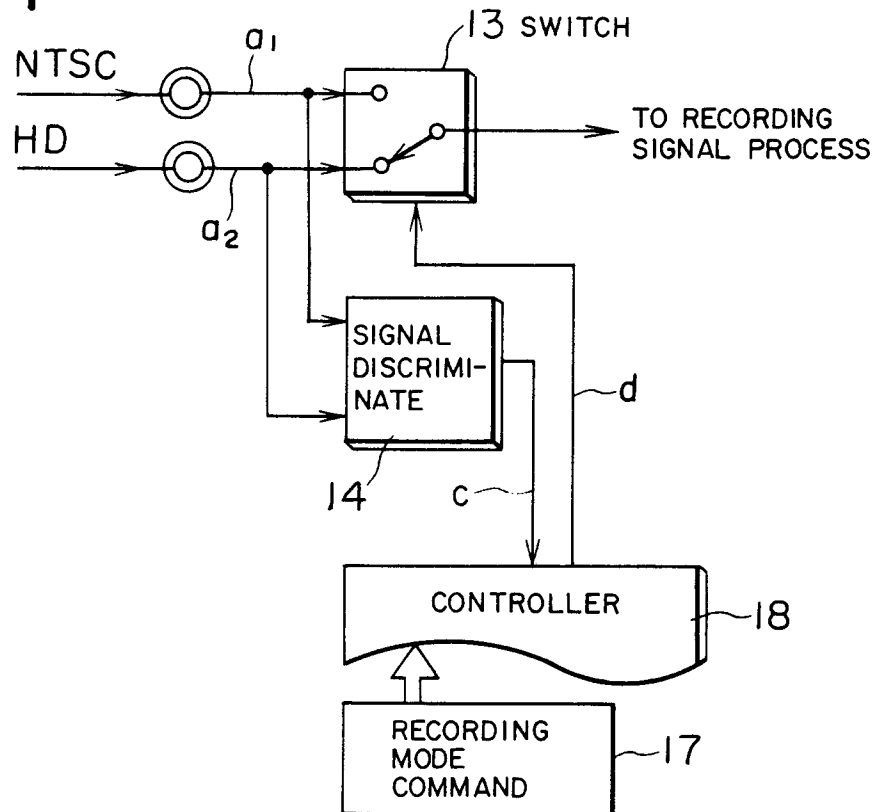 13 SWITCH
a1
NTSC
HD
a2
TO RECORDING
SIGNAL PROCESS
SIGNAL
DISCRIMI-
NATE
14
d
c
CONTROLLER
18
RECORDING
MODE
COMMAND
17